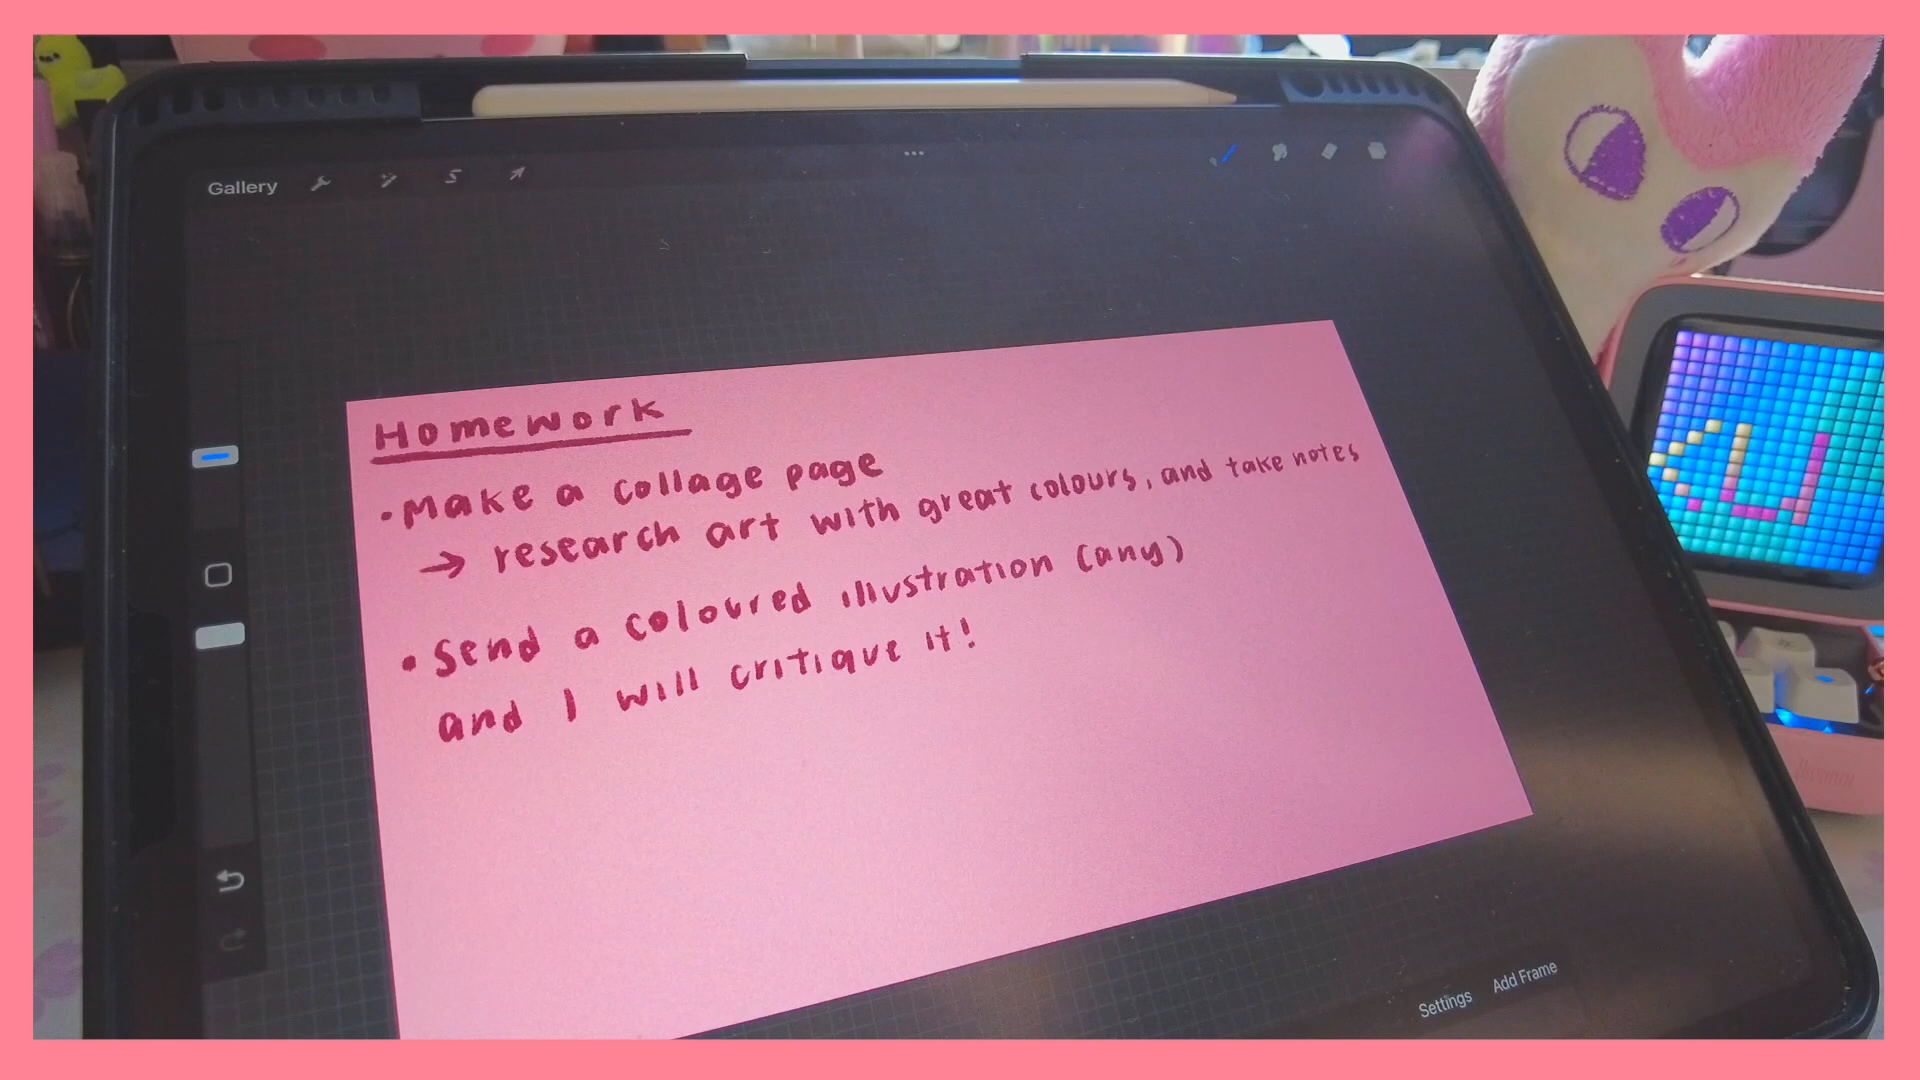 Gallery
Homework
• Make a collage page
→ research art with great colours, and take notes
• Send a coloured illustration (any)
and I will critique it!
Settings Add Frame